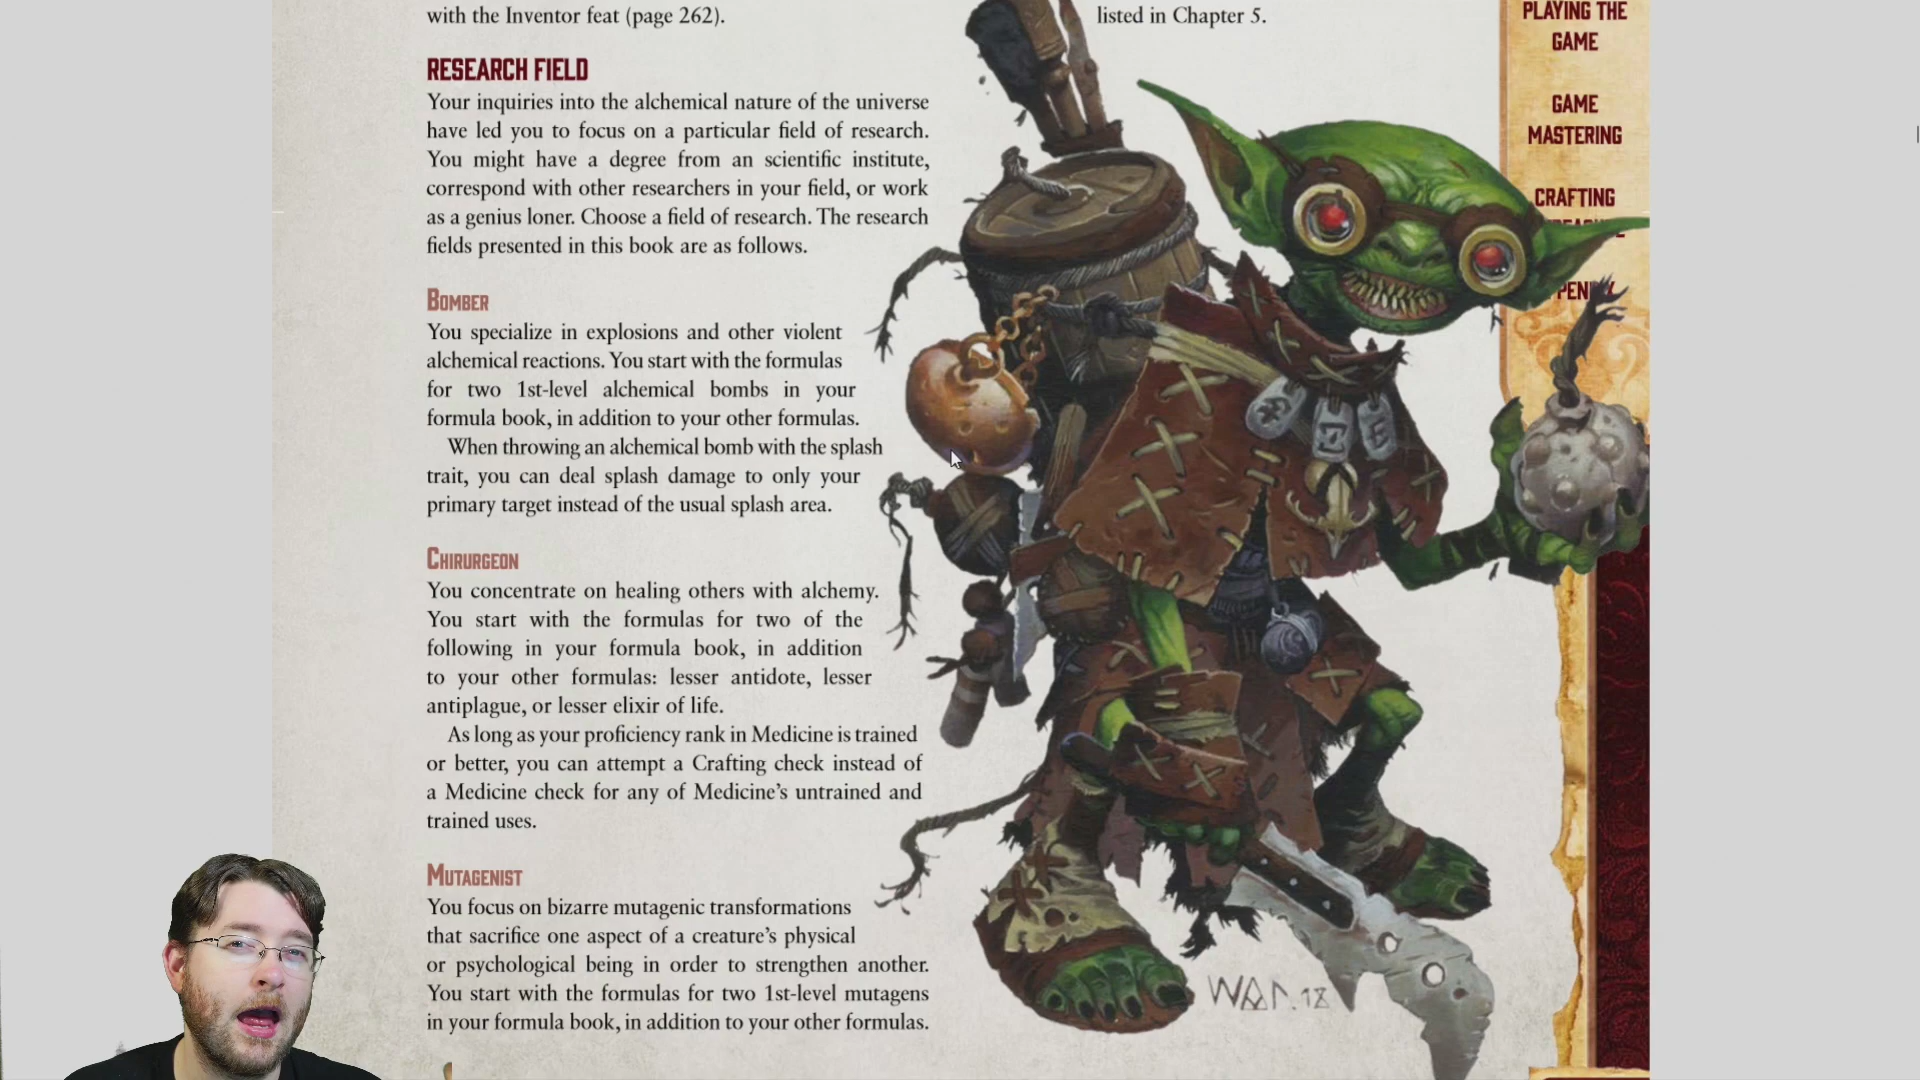 with the Inventor feat (page 262).
RESEARCH FIELD
Your inquiries into the alchemical nature of the universe
have led you to focus on a particular field of research.
You might have a degree from an scientific institute,
correspond with other researchers in your field, or work
as a genius loner. Choose a field of research. The research
fields presented in this book are as follows.
BOMBER
You specialize in explosions and other violent
alchemical reactions. You start with the formulas
for two 1st-level alchemical bombs in your
formula book, in addition to your other formulas.
When throwing an alchemical bomb with the splash
trait, you can deal splash damage to only your
primary target instead of the usual splash area.
CHIRURGEON
You concentrate on healing others with alchemy.
You start with the formulas for two of the
following in your formula book, in addition
to your other formulas: lesser antidote, lesser
antiplague, or lesser elixir of life.
As long as your proficiency rank in Medicine is trained
or better, you can attempt a Crafting check instead of
a Medicine check for any of Medicine's untrained and
trained uses.
MUTAGENIST
You focus on bizarre mutagenic transformations
that sacrifice one aspect of a creature's physical
or psychological being in order to strengthen another.
You start with the formulas for two 1st-level mutagens
in your formula book, in addition to your other formulas.
listed in Chapter 5.
PLAYING THE
GAME
GAME
MASTERING
CRAFTING